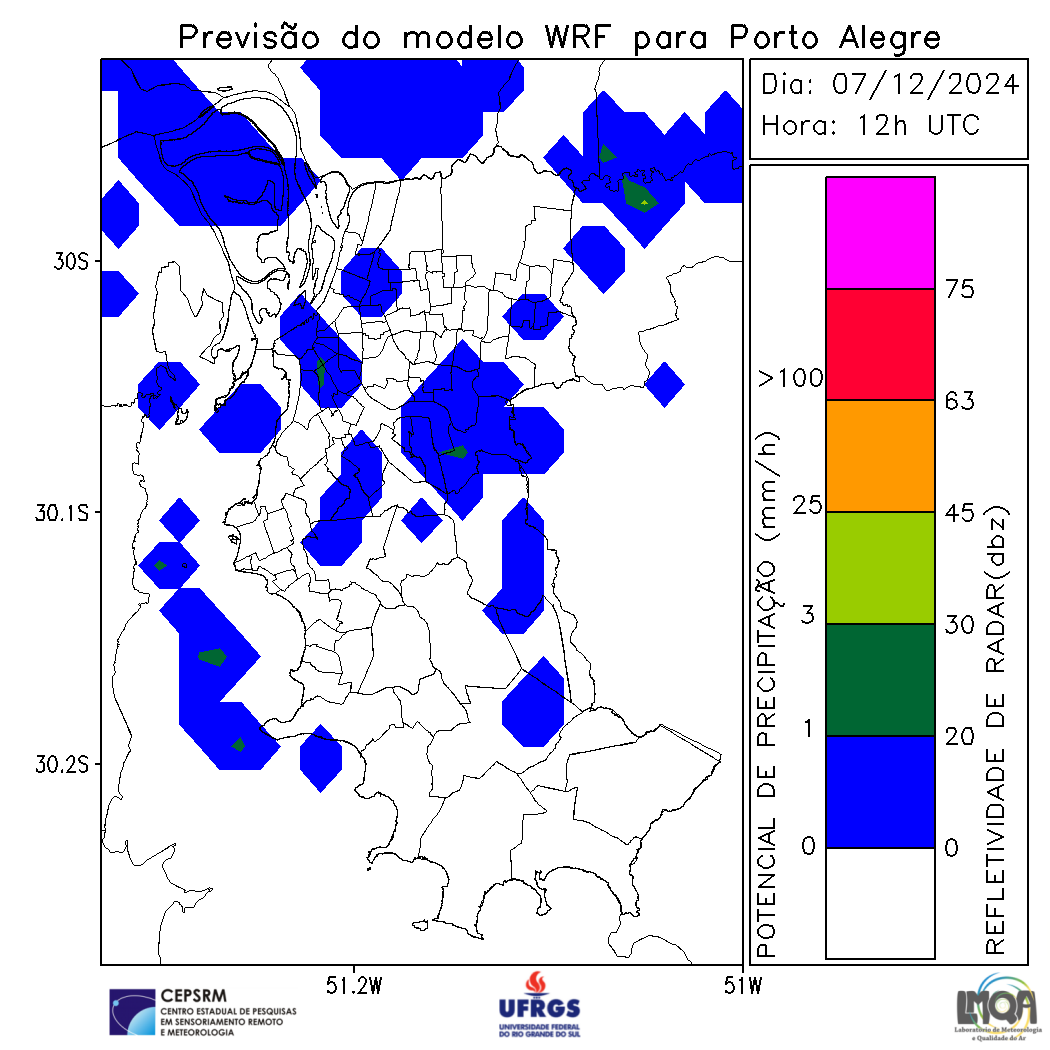 Previsão do modelo WRF para Porto Alegre
Dia: 07/12/2024
Hora: 12h UTC
30S
30.1S
30.2S
51.2W
51W
POTENCIAL DE PRECIPITAÇÃO (mm/h)
>100
25
3
1
0
75
63
45
30
20
0
REFLETIVIDADE DE RADAR(dbz)
CEPSRM
CENTRO ESTADUAL DE PESQUISAS
EM SENSORIAMENTO REMOTO
E METEOROLOGIA
UFRGS
UNIVERSIDADE FEDERAL
DO RIO GRANDE DO SUL
LMQA
Laboratório de Meteorologia
e Qualidade do Ar